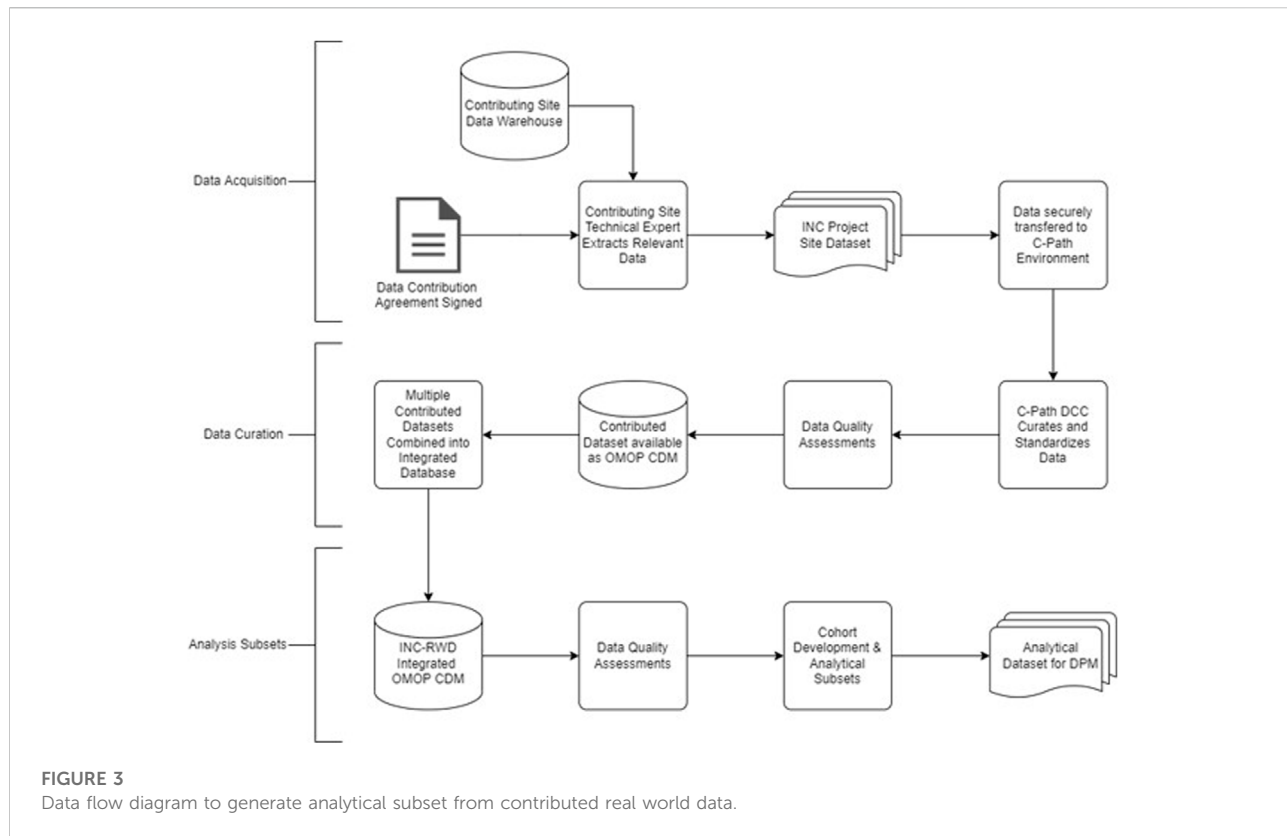 Contributing Site
Data Warehouse
Data Acquisition
Data Contribution
Agreement Signed
Contributing Site
Technical Expert
Extracts Relevant
Data
INC Project
Site Dataset
Data securely
transfered to
C-Path
Environment
Data Curation
Multiple
Contributed
Datasets
Combined into
Integrated
Database
Contributed
Dataset available
as OMOP CDM
Data Quality
Assessments
C-Path DCC
Curates and
Standardizes
Data
Analysis Subsets
INC-RWD
Integrated
OMOP CDM
Data Quality
Assessments
Cohort
Development &
Analytical
Subsets
Analytical
Dataset for DPM
FIGURE 3
Data flow diagram to generate analytical subset from contributed real world data.